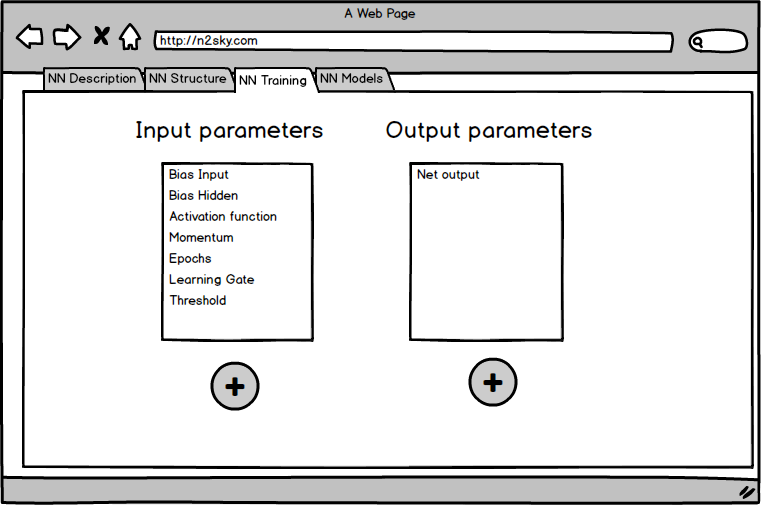 A Web Page
http://n2sky.com
NN Description NN Structure NN Training NN Models
Input parameters
Bias Input
Bias Hidden
Activation function
Momentum
Epochs
Learning Gate
Threshold
Output parameters
Net output